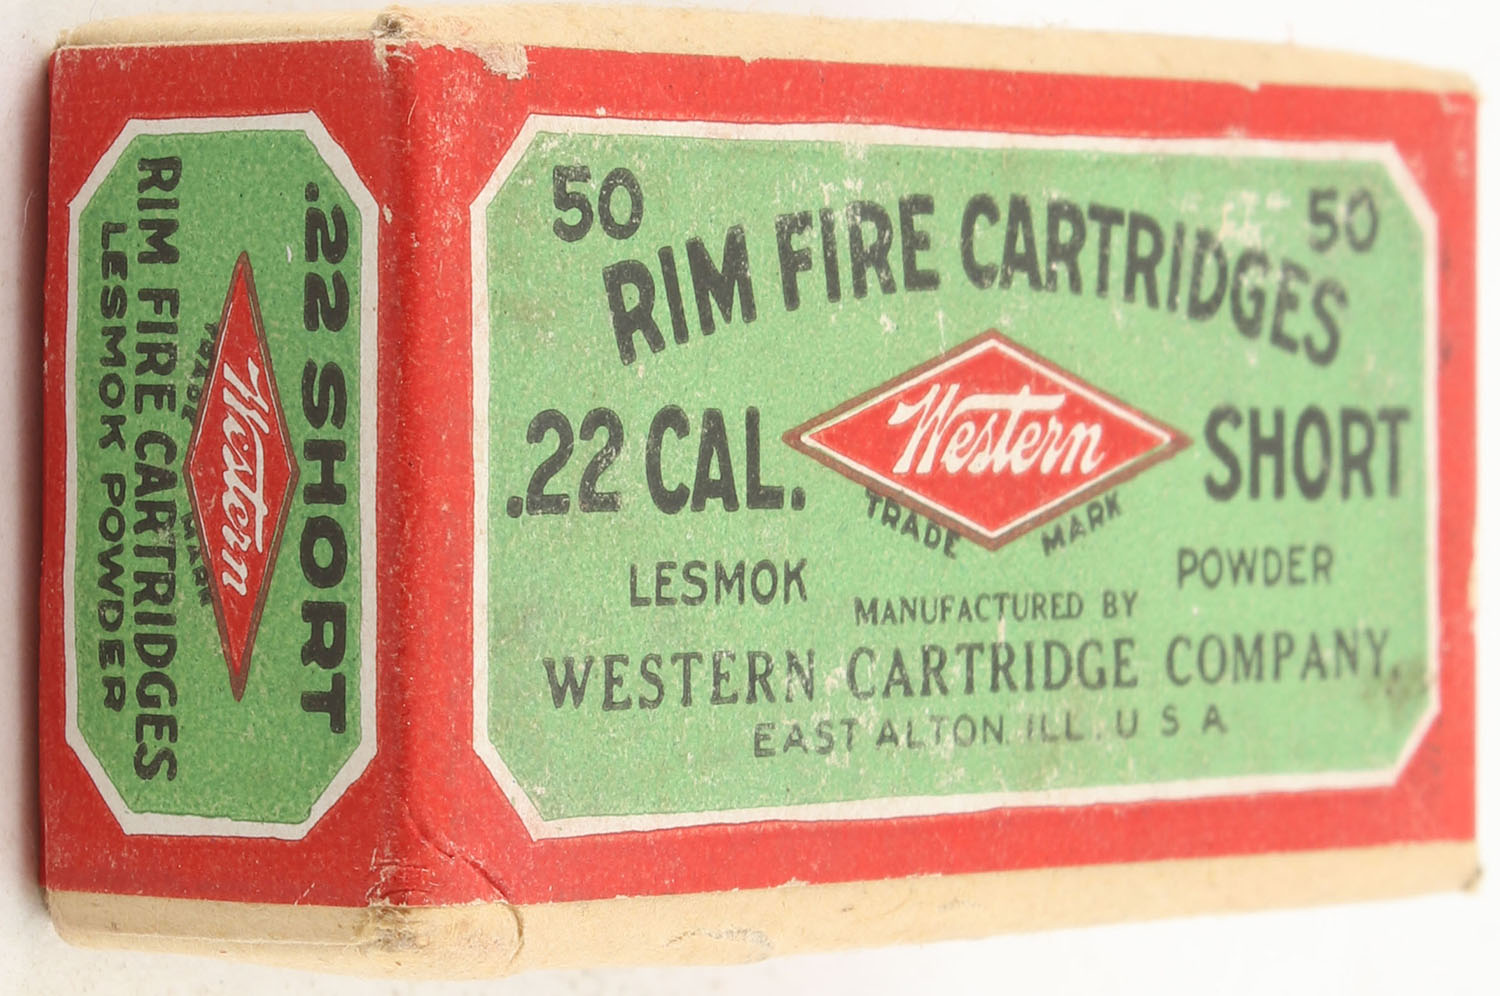 50 50
RIM FIRE CARTRIDGES
.22 CAL. Western SHORT
TRADE MARK
LESMOK POWDER
MANUFACTURED BY
WESTERN CARTRIDGE COMPANY,
EAST ALTON, ILL. U S A
.22 SHORT
Western
TRADE MARK
RIM FIRE CARTRIDGES
LESMOK POWDER